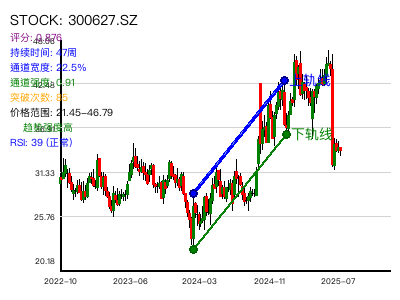 STOCK: 300627.SZ
评分: 0.876
持续时间: 47周
通道宽度: 22.5%
通道强度: 0.91
突破次数: 95
价格范围: 21.45-46.79
趋势强度高
RSI: 39 (正常)
上轨线
下轨线
31.33
25.76
20.18
2022-10
2023-06
2024-03
2024-11
2025-07